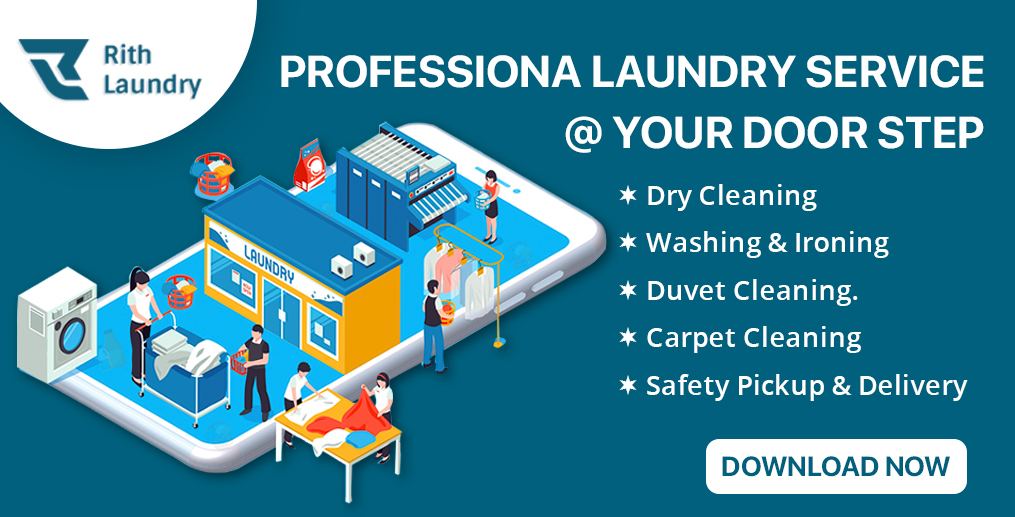 Rith
Laundry
PROFESSIONA LAUNDRY SERVICE
@ YOUR DOOR STEP
✶ Dry Cleaning
✶ Washing & Ironing
✶ Duvet Cleaning.
✶ Carpet Cleaning
✶ Safety Pickup & Delivery
LAUNDRY
DOWNLOAD NOW